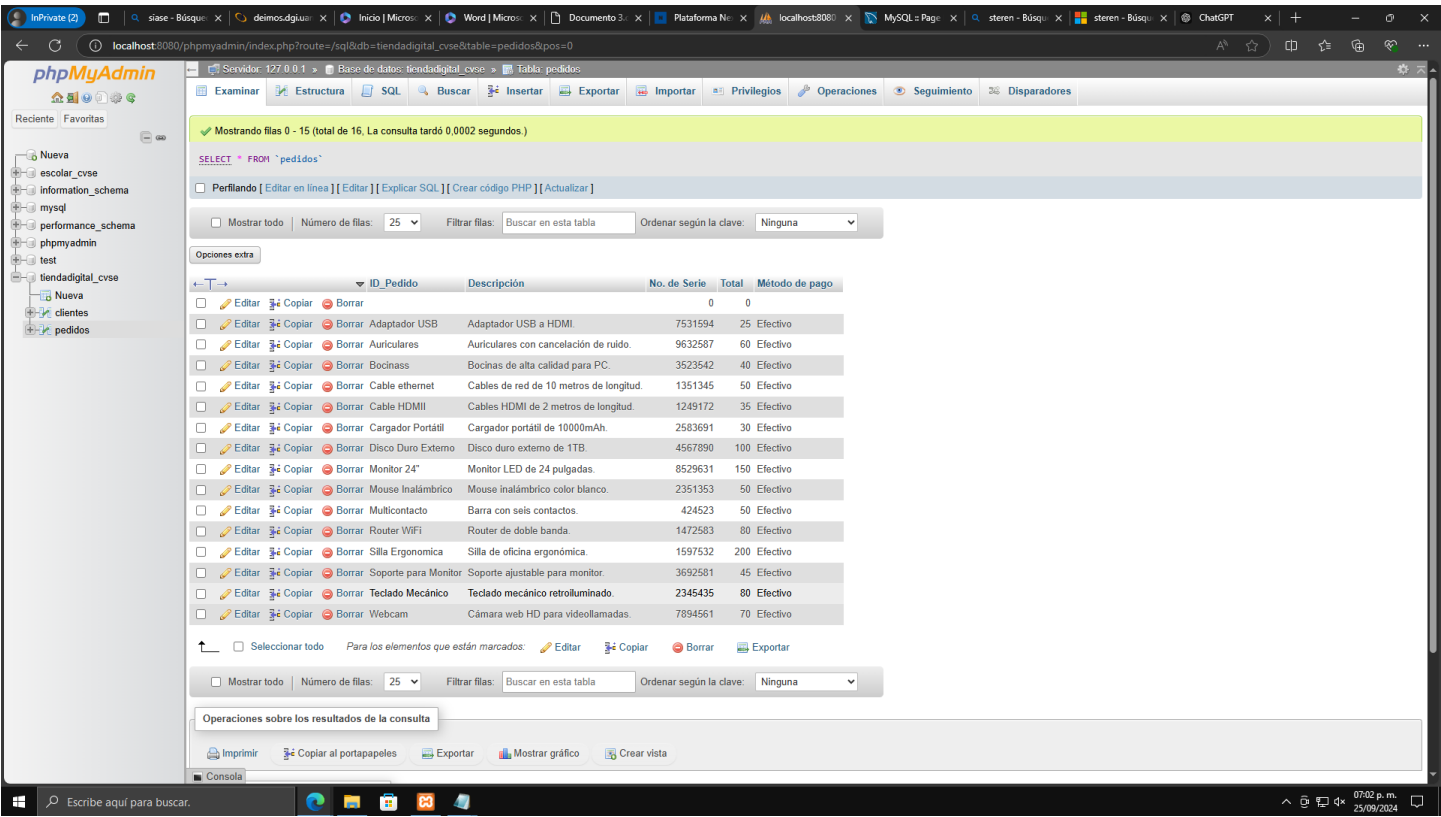 InPrivate (2) siase - Búsque deimos.dgi.uan Inicio | Microso Word | Microso Documento 3. Plataforma Ne localhost:8080 MySQL :: Page steren - Búsqu steren - Búsqu ChatGPT
localhost:8080/phpmyadmin/index.php?route=/sql&db=tiendadigital_cvse&table=pedidos&pos=0
phpMyAdmin
Reciente Favoritas
Nueva
escolar_cvse
information_schema
mysql
performance_schema
phpmyadmin
test
tiendadigital_cvse
Nueva
clientes
pedidos
Servidor: 127.0.0.1 » Base de datos: tiendadigital_cvse » Tabla: pedidos
Examinar Estructura SQL Buscar Insertar Exportar Importar Privilegios Operaciones Seguimiento Disparadores
Mostrando filas 0 - 15 (total de 16, La consulta tardó 0,0002 segundos.)
SELECT * FROM `pedidos`
Perfilando [ Editar en línea ] [ Editar ] [ Explicar SQL ] [ Crear código PHP ] [ Actualizar ]
Mostrar todo | Número de filas: 25 Filtrar filas: Buscar en esta tabla Ordenar según la clave: Ninguna
Opciones extra
←T→ ID_Pedido Descripción No. de Serie Total Método de pago
Editar Copiar Borrar 0 0
Editar Copiar Borrar Adaptador USB Adaptador USB a HDMI. 7531594 25 Efectivo
Editar Copiar Borrar Auriculares Auriculares con cancelación de ruido. 9632587 60 Efectivo
Editar Copiar Borrar Bocinass Bocinas de alta calidad para PC. 3523542 40 Efectivo
Editar Copiar Borrar Cable ethernet Cables de red de 10 metros de longitud. 1351345 50 Efectivo
Editar Copiar Borrar Cable HDMII Cables HDMI de 2 metros de longitud. 1249172 35 Efectivo
Editar Copiar Borrar Cargador Portátil Cargador portátil de 10000mAh. 2583691 30 Efectivo
Editar Copiar Borrar Disco Duro Externo Disco duro externo de 1TB. 4567890 100 Efectivo
Editar Copiar Borrar Monitor 24" Monitor LED de 24 pulgadas. 8529631 150 Efectivo
Editar Copiar Borrar Mouse Inalámbrico Mouse inalámbrico color blanco. 2351353 50 Efectivo
Editar Copiar Borrar Multicontacto Barra con seis contactos. 424523 50 Efectivo
Editar Copiar Borrar Router WiFi Router de doble banda. 1472583 80 Efectivo
Editar Copiar Borrar Silla Ergonomica Silla de oficina ergonómica. 1597532 200 Efectivo
Editar Copiar Borrar Soporte para Monitor Soporte ajustable para monitor. 3692581 45 Efectivo
Editar Copiar Borrar Teclado Mecánico Teclado mecánico retroiluminado. 2345435 80 Efectivo
Editar Copiar Borrar Webcam Cámara web HD para videollamadas. 7894561 70 Efectivo
Seleccionar todo Para los elementos que están marcados: Editar Copiar Borrar Exportar
Mostrar todo | Número de filas: 25 Filtrar filas: Buscar en esta tabla Ordenar según la clave: Ninguna
Operaciones sobre los resultados de la consulta
Imprimir Copiar al portapapeles Exportar Mostrar gráfico Crear vista
Consola
Escribe aquí para buscar.
07:02 p. m.
25/09/2024